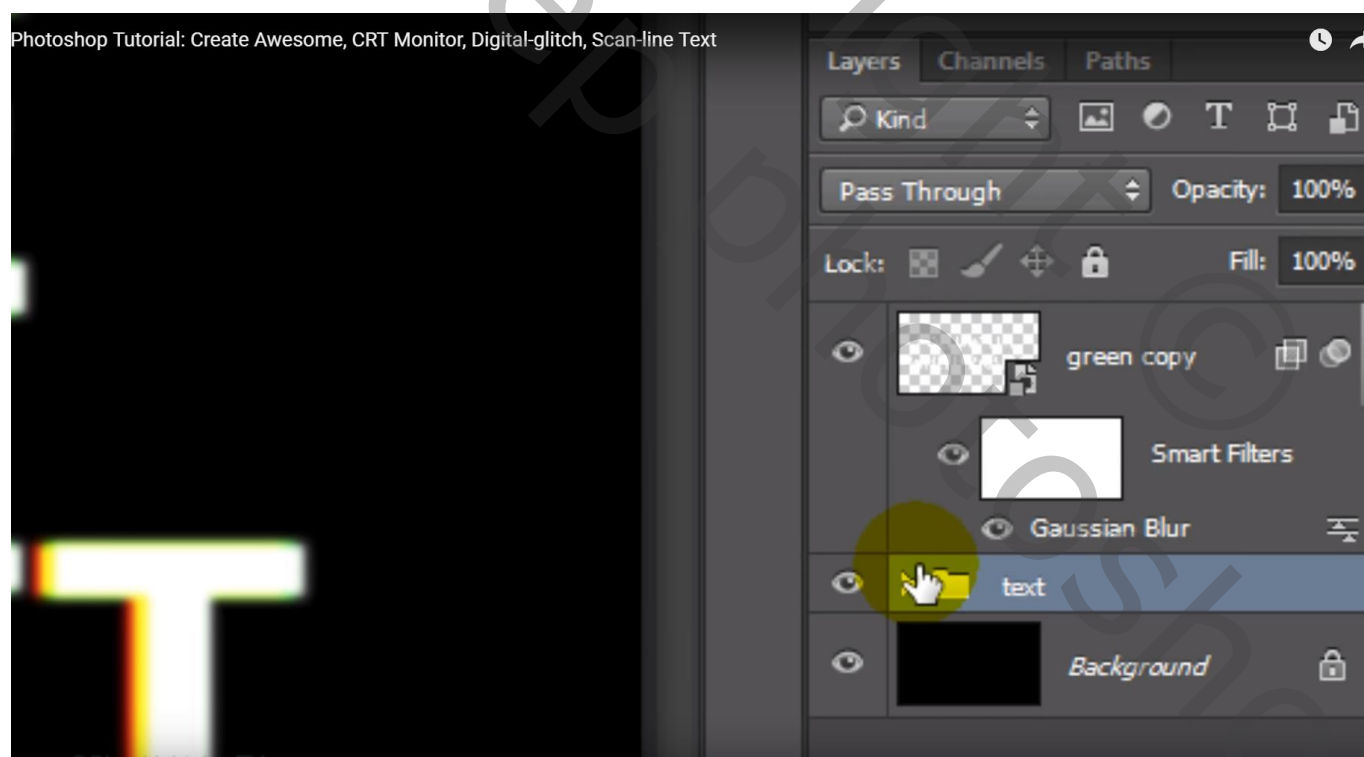 Photoshop Tutorial: Create Awesome, CRT Monitor, Digital-glitch, Scan-line Text
Layers Channels Paths
Kind
Pass Through Opacity: 100%
Lock: Fill: 100%
green copy
Smart Filters
Gaussian Blur
text
Background
T